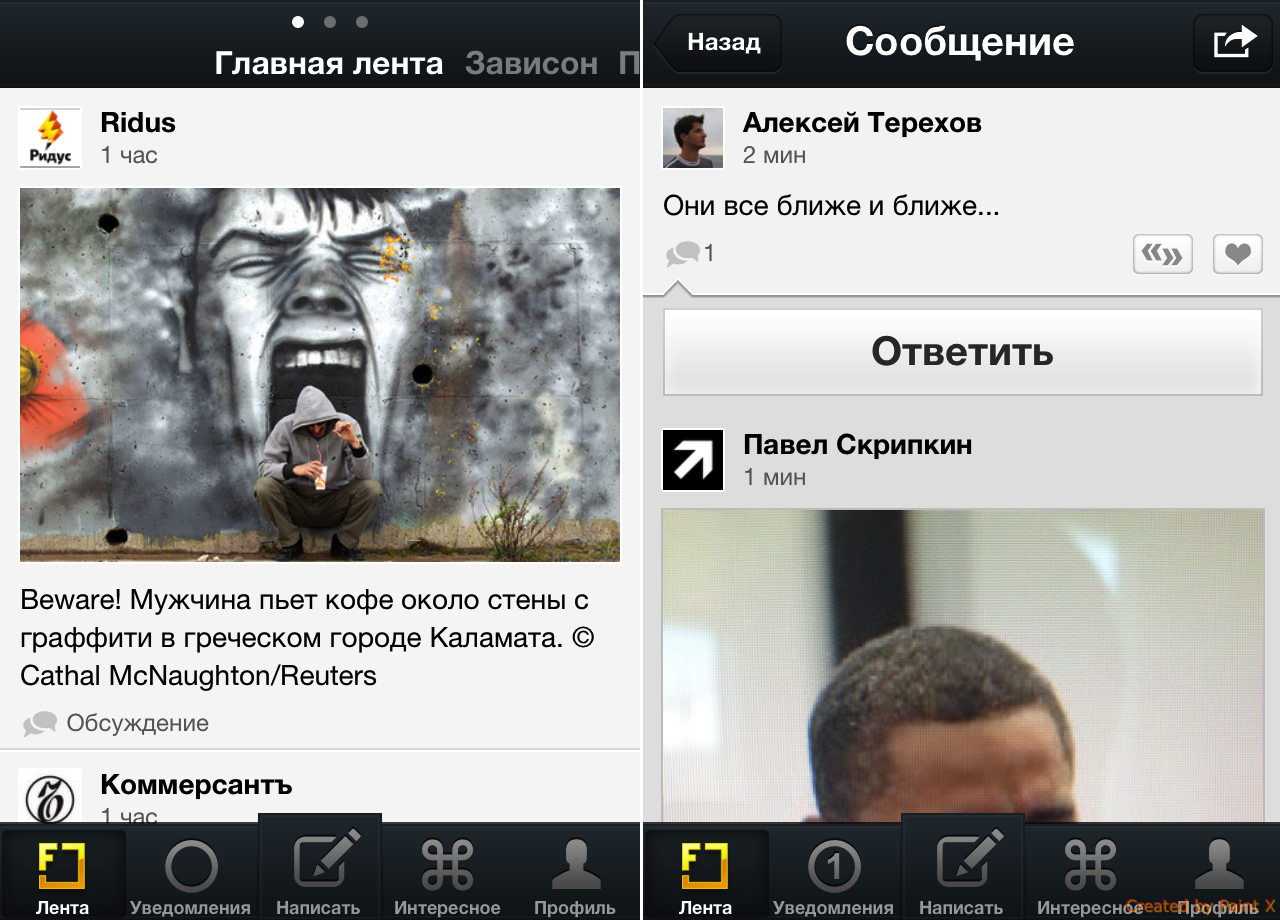 Главная лента Зависон П
Ridus
Ридус
1 час
Beware! Мужчина пьет кофе около стены с
граффити в греческом городе Каламата. ©
Cathal McNaughton/Reuters
Обсуждение
Коммерсантъ
1 час
F
Лента
Уведомления
Написать
Интересное
Профиль
Назад
Сообщение
Алексей Терехов
2 мин
Они все ближе и ближе...
1
Ответить
Павел Скрипкин
1 мин
F
1
Лента
Уведомления
Написать
Интересное
Профиль
Created by Paint X